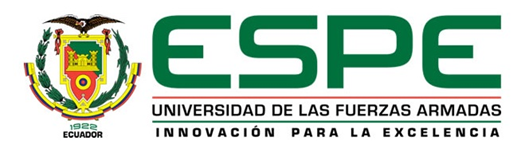 ESPE
UNIVERSIDAD DE LAS FUERZAS ARMADAS
INNOVACIÓN PARA LA EXCELENCIA
1922
ECUADOR